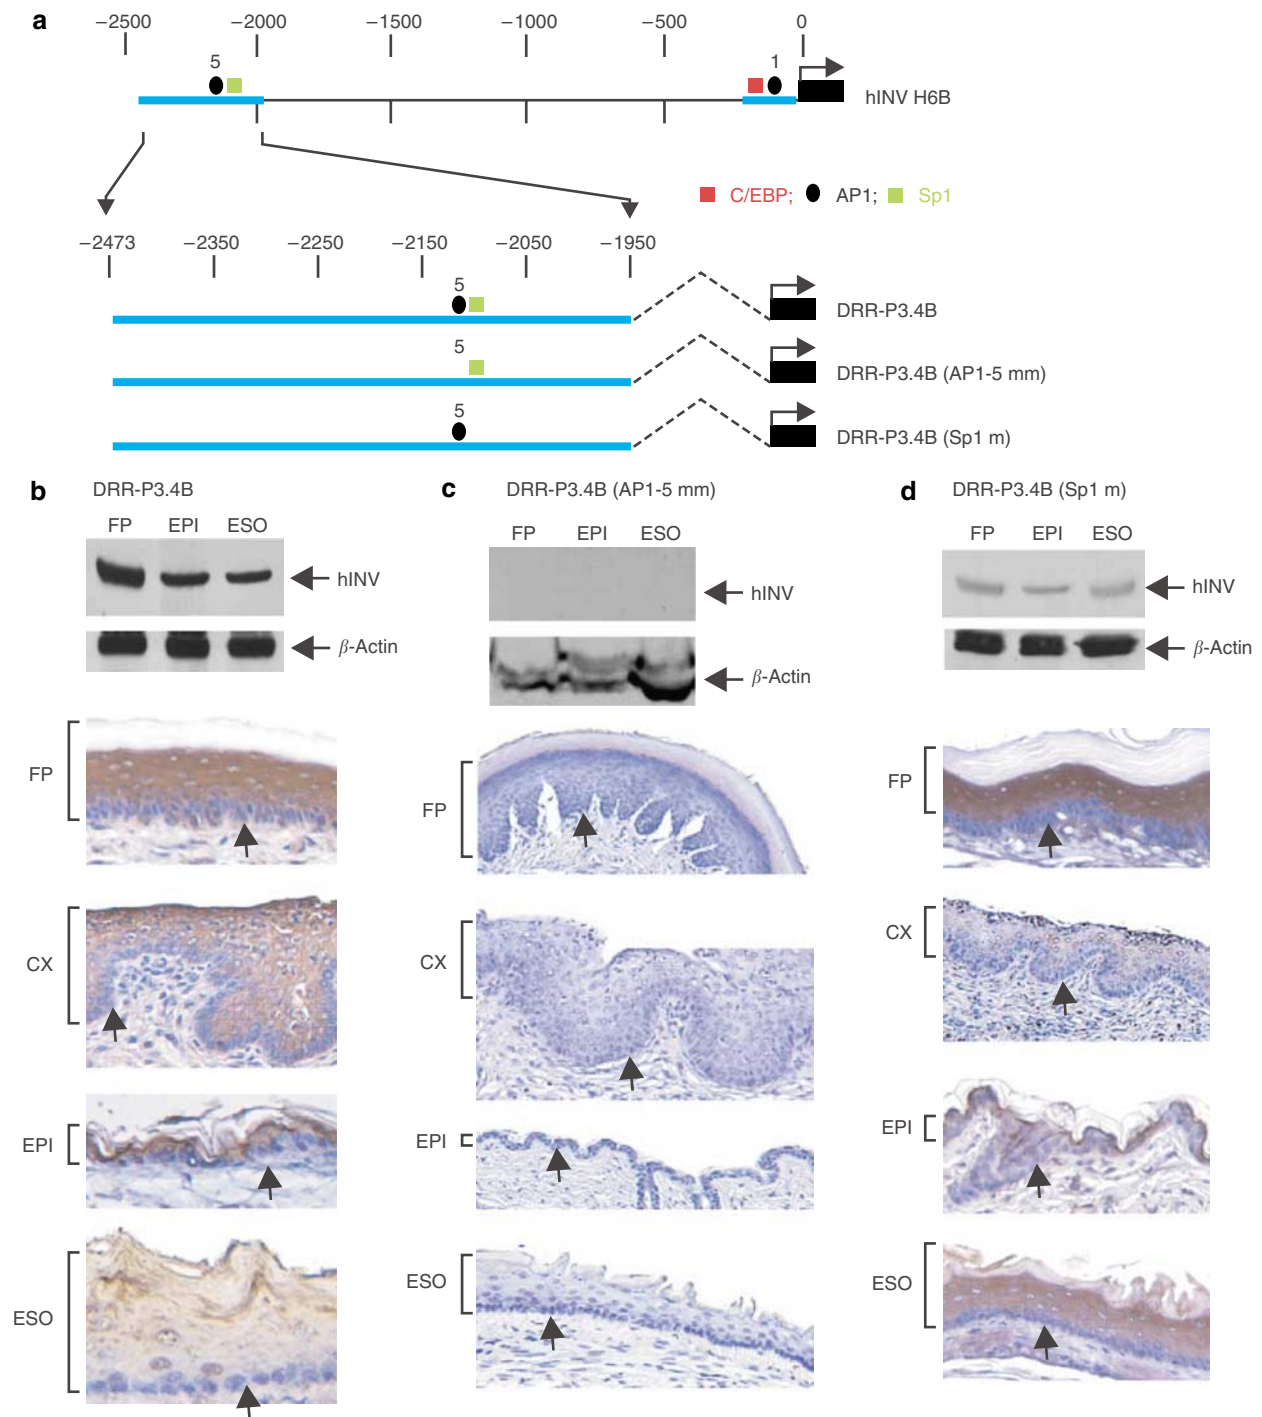 a
−2500 −2000 −1500 −1000 −500 0
5 1
hINV H6B
C/EBP; AP1; Sp1
−2473 −2350 −2250 −2150 −2050 −1950
5
DRR-P3.4B
5
DRR-P3.4B (AP1-5 mm)
5
DRR-P3.4B (Sp1 m)
b DRR-P3.4B
FP EPI ESO
hINV
β-Actin
FP
CX
EPI
ESO
c DRR-P3.4B (AP1-5 mm)
FP EPI ESO
hINV
β-Actin
FP
CX
EPI
ESO
d DRR-P3.4B (Sp1 m)
FP EPI ESO
hINV
β-Actin
FP
CX
EPI
ESO